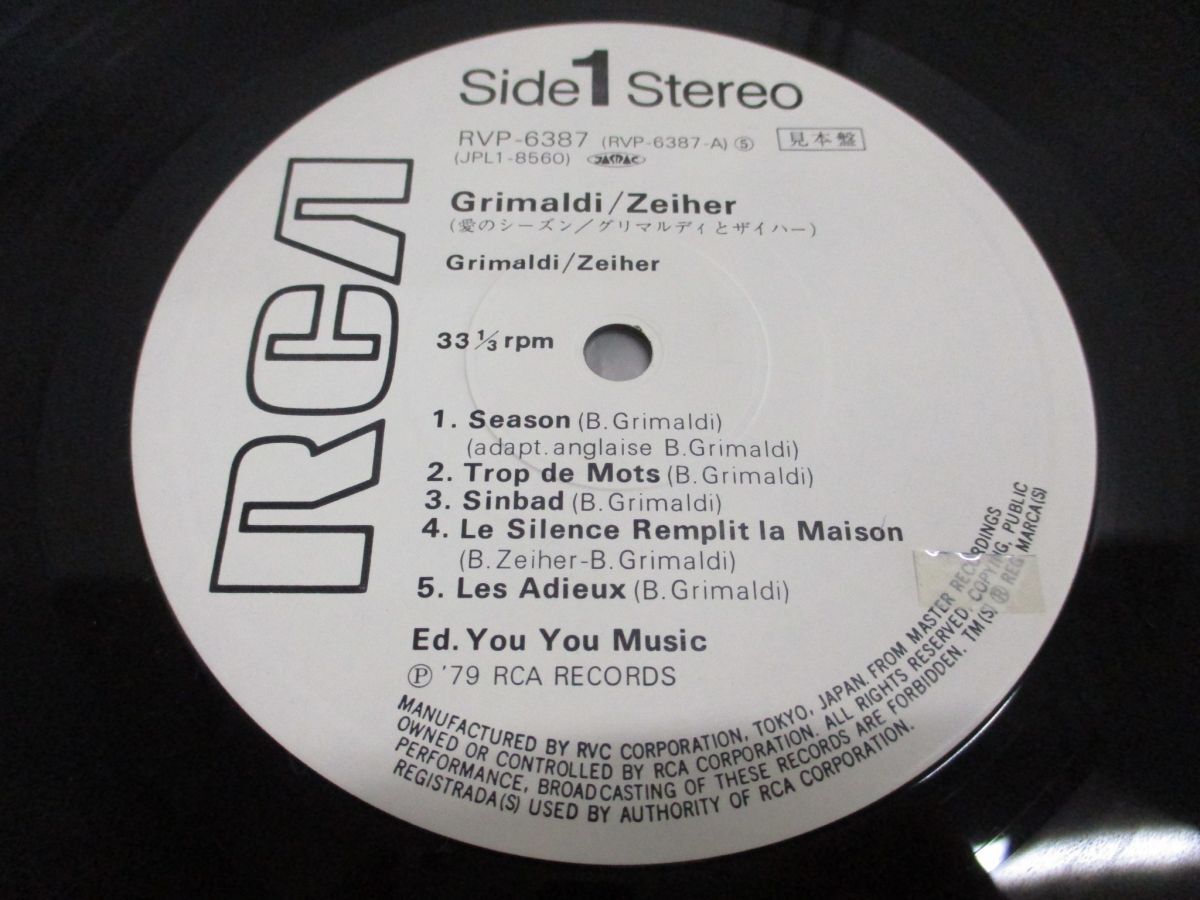 Side 1 Stereo
RVP-6387 (RVP-6387-A) ⑤ 見本盤
(JPL1-8560) JASRAC
RCA
Grimaldi/Zeiher
(愛のシーズン/グリマルディとザイハー)
Grimaldi/Zeiher
33 1/3 rpm
1. Season (B. Grimaldi)
(adapt. anglaise B. Grimaldi)
2. Trop de Mots (B. Grimaldi)
3. Sinbad (B. Grimaldi)
4. Le Silence Remplit la Maison
(B. Zeiher-B. Grimaldi)
5. Les Adieux (B. Grimaldi)
Ed. You You Music
Ⓟ '79 RCA RECORDS
MANUFACTURED BY RVC CORPORATION, TOKYO, JAPAN. FROM MASTER RECORDINGS
OWNED OR CONTROLLED BY RCA CORPORATION. ALL RIGHTS RESERVED. COPYING, PUBLIC
PERFORMANCE, BROADCASTING OF THESE RECORDS ARE FORBIDDEN. TM(S) ® REG MARCA(S)
REGISTRADA(S) USED BY AUTHORITY OF RCA CORPORATION.